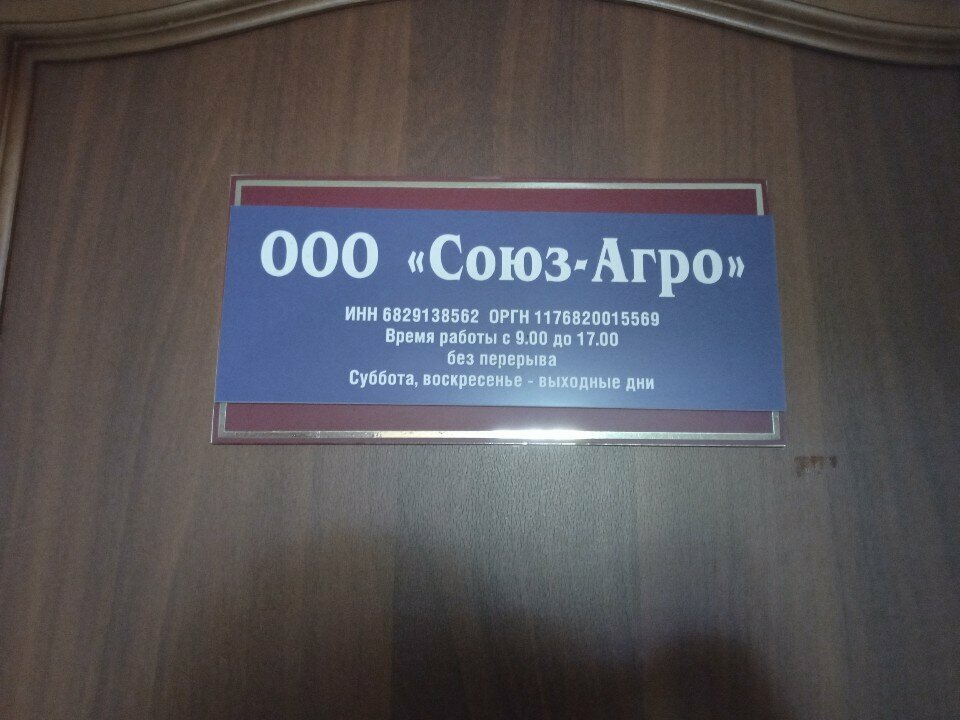 ООО «Союз-Агро»
ИНН 6829138562 ОРГН 1176820015569
Время работы с 9.00 до 17.00
без перерыва
Суббота, воскресенье - выходные дни